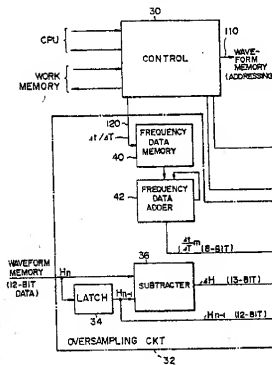 30
110
CPU
CONTROL
WAVE-
FORM
MEMORY
(ADDRESSING
WORK
MEMORY
120
Δt/ΔT
FREQUENCY
DATA
MEMORY
40
42
FREQUENCY
DATA
ADDER
Δt/ΔT m (8-BIT)
36
WAVEFORM
MEMORY
(12-BIT
DATA)
Hn
SUBTRACTER
ΔH (13-BIT)
LATCH
Hn-1
34
Hn-1 (12-BIT)
OVERSAMPLING CKT
32